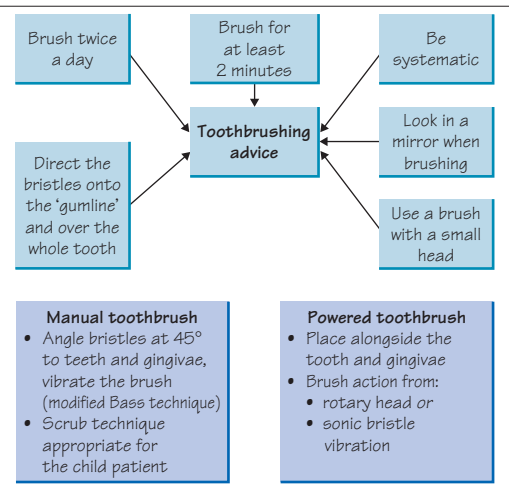 Brush twice
a day
Brush for
at least
2 minutes
Be
systematic
Toothbrushing
advice
Look in a
mirror when
brushing
Direct the
bristles onto
the ‘gumline’
and over the
whole tooth
Use a brush
with a small
head
Manual toothbrush
• Angle bristles at 45°
to teeth and gingivae,
vibrate the brush
(modified Bass technique)
• Scrub technique
appropriate for
the child patient
Powered toothbrush
• Place alongside the
tooth and gingivae
• Brush action from:
• rotary head or
• sonic bristle
vibration